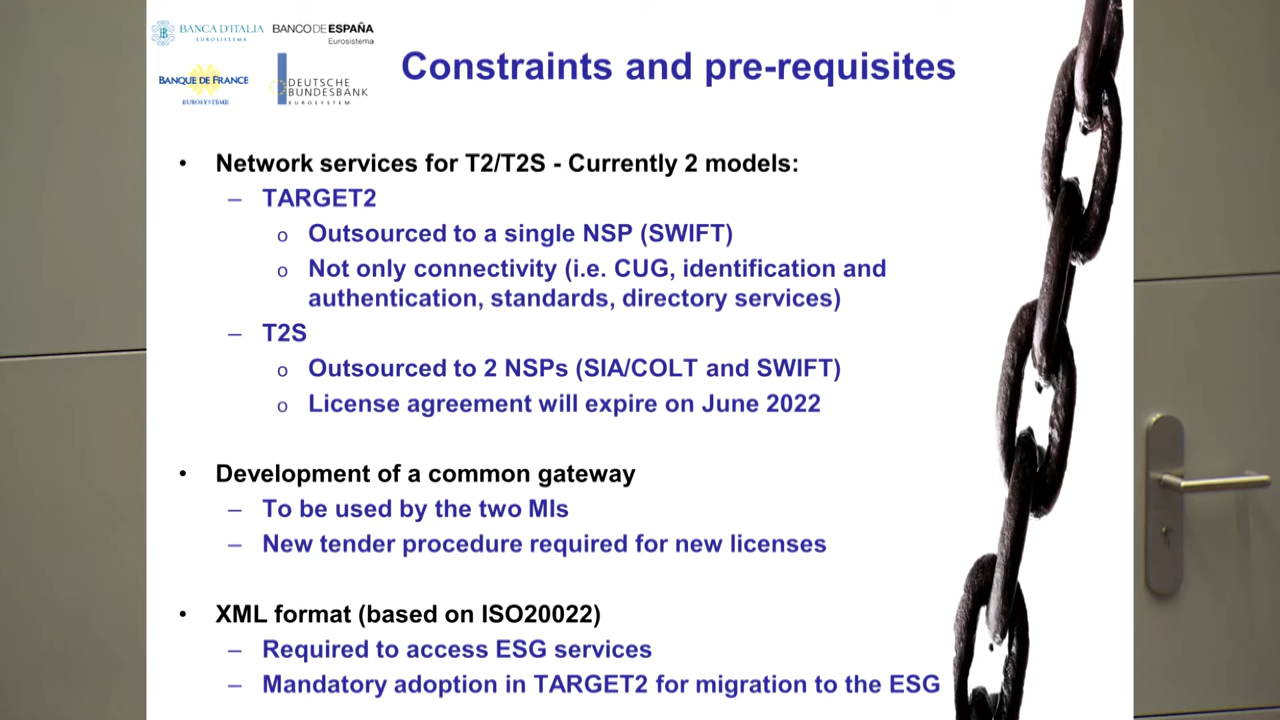 BANCA D'ITALIA
EUROSISTEMA
BANCO DE ESPAÑA
Eurosistema
BANQUE DE FRANCE
EUROSYSTÈME
DEUTSCHE
BUNDESBANK
EUROSYSTEM
Constraints and pre-requisites
• Network services for T2/T2S - Currently 2 models:
– TARGET2
o Outsourced to a single NSP (SWIFT)
o Not only connectivity (i.e. CUG, identification and
authentication, standards, directory services)
– T2S
o Outsourced to 2 NSPs (SIA/COLT and SWIFT)
o License agreement will expire on June 2022
• Development of a common gateway
– To be used by the two MIs
– New tender procedure required for new licenses
• XML format (based on ISO20022)
– Required to access ESG services
– Mandatory adoption in TARGET2 for migration to the ESG